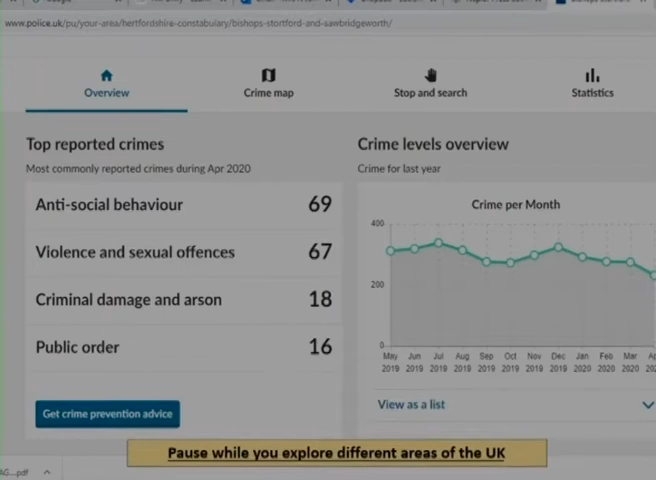 www.police.uk/pu/your-area/hertfordshire-constabulary/bishops-stortford-and-sawbridgeworth/
Overview
Crime map
Stop and search
Statistics
Top reported crimes
Most commonly reported crimes during Apr 2020
Anti-social behaviour 69
Violence and sexual offences 67
Criminal damage and arson 18
Public order 16
Get crime prevention advice
Crime levels overview
Crime for last year
Crime per Month
400
200
0
May Jun Jul Aug Sep Oct Nov Dec Jan Feb Mar
2019 2019 2019 2019 2019 2019 2019 2019 2020 2020 2020
View as a list
Pause while you explore different areas of the UK
AG....pdf